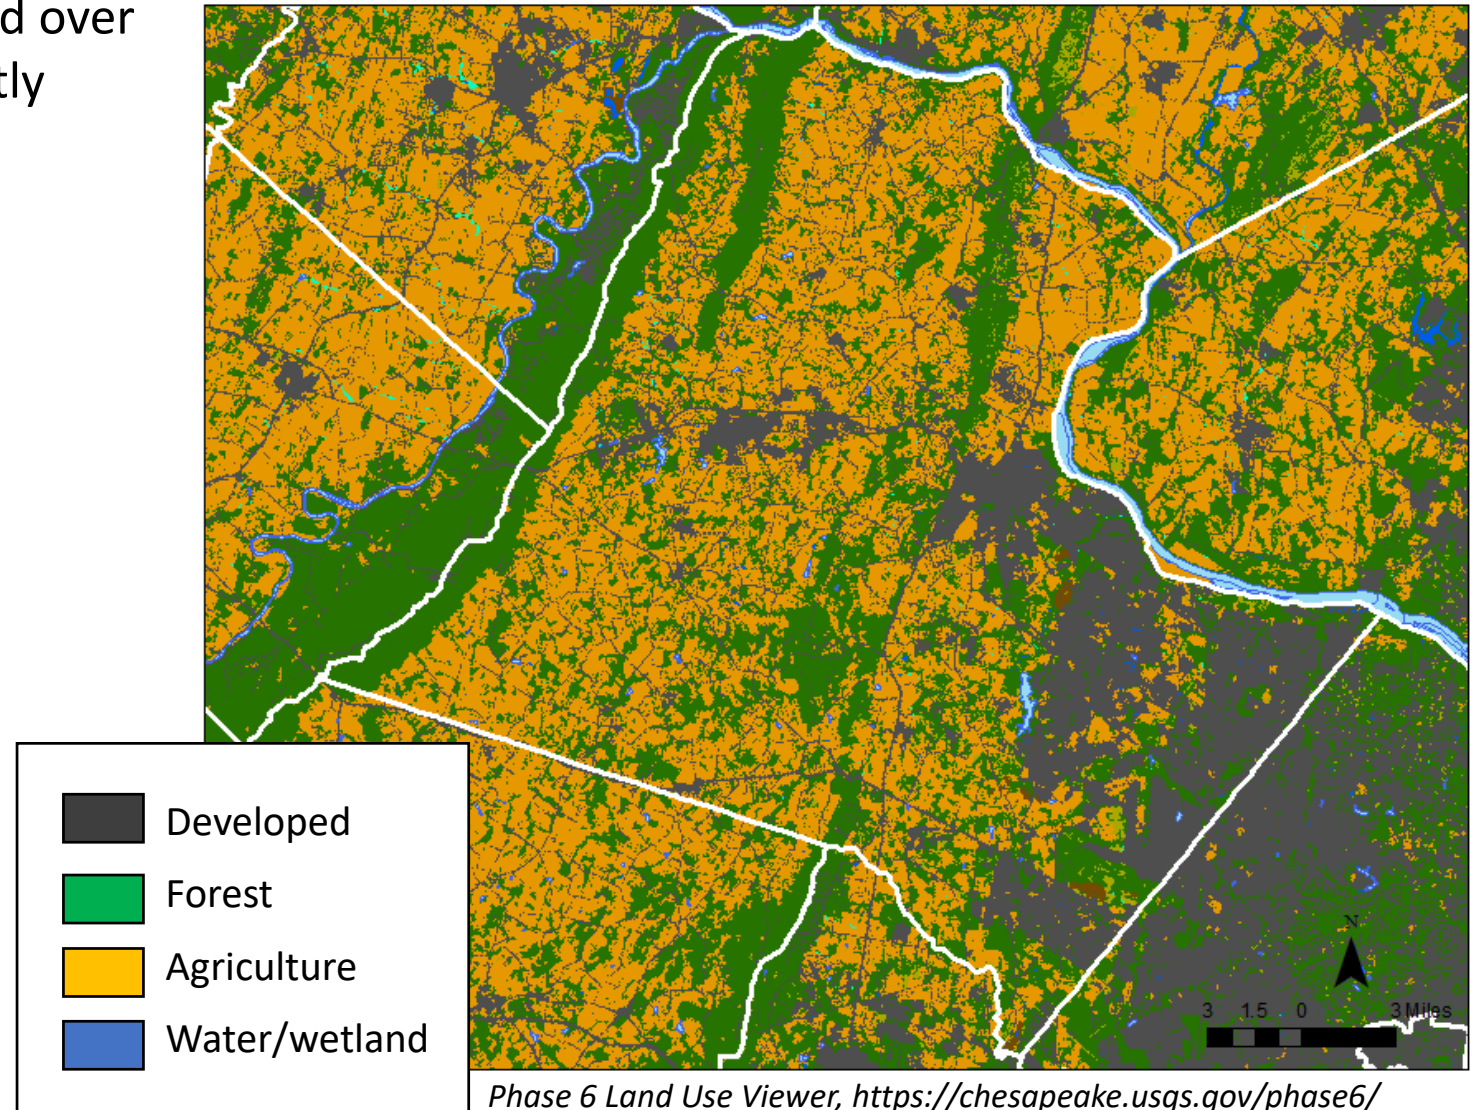 d over
tly
N
3 1.5 0 3 Miles
Developed
Forest
Agriculture
Water/wetland
Phase 6 Land Use Viewer, https://chesapeake.usgs.gov/phase6/